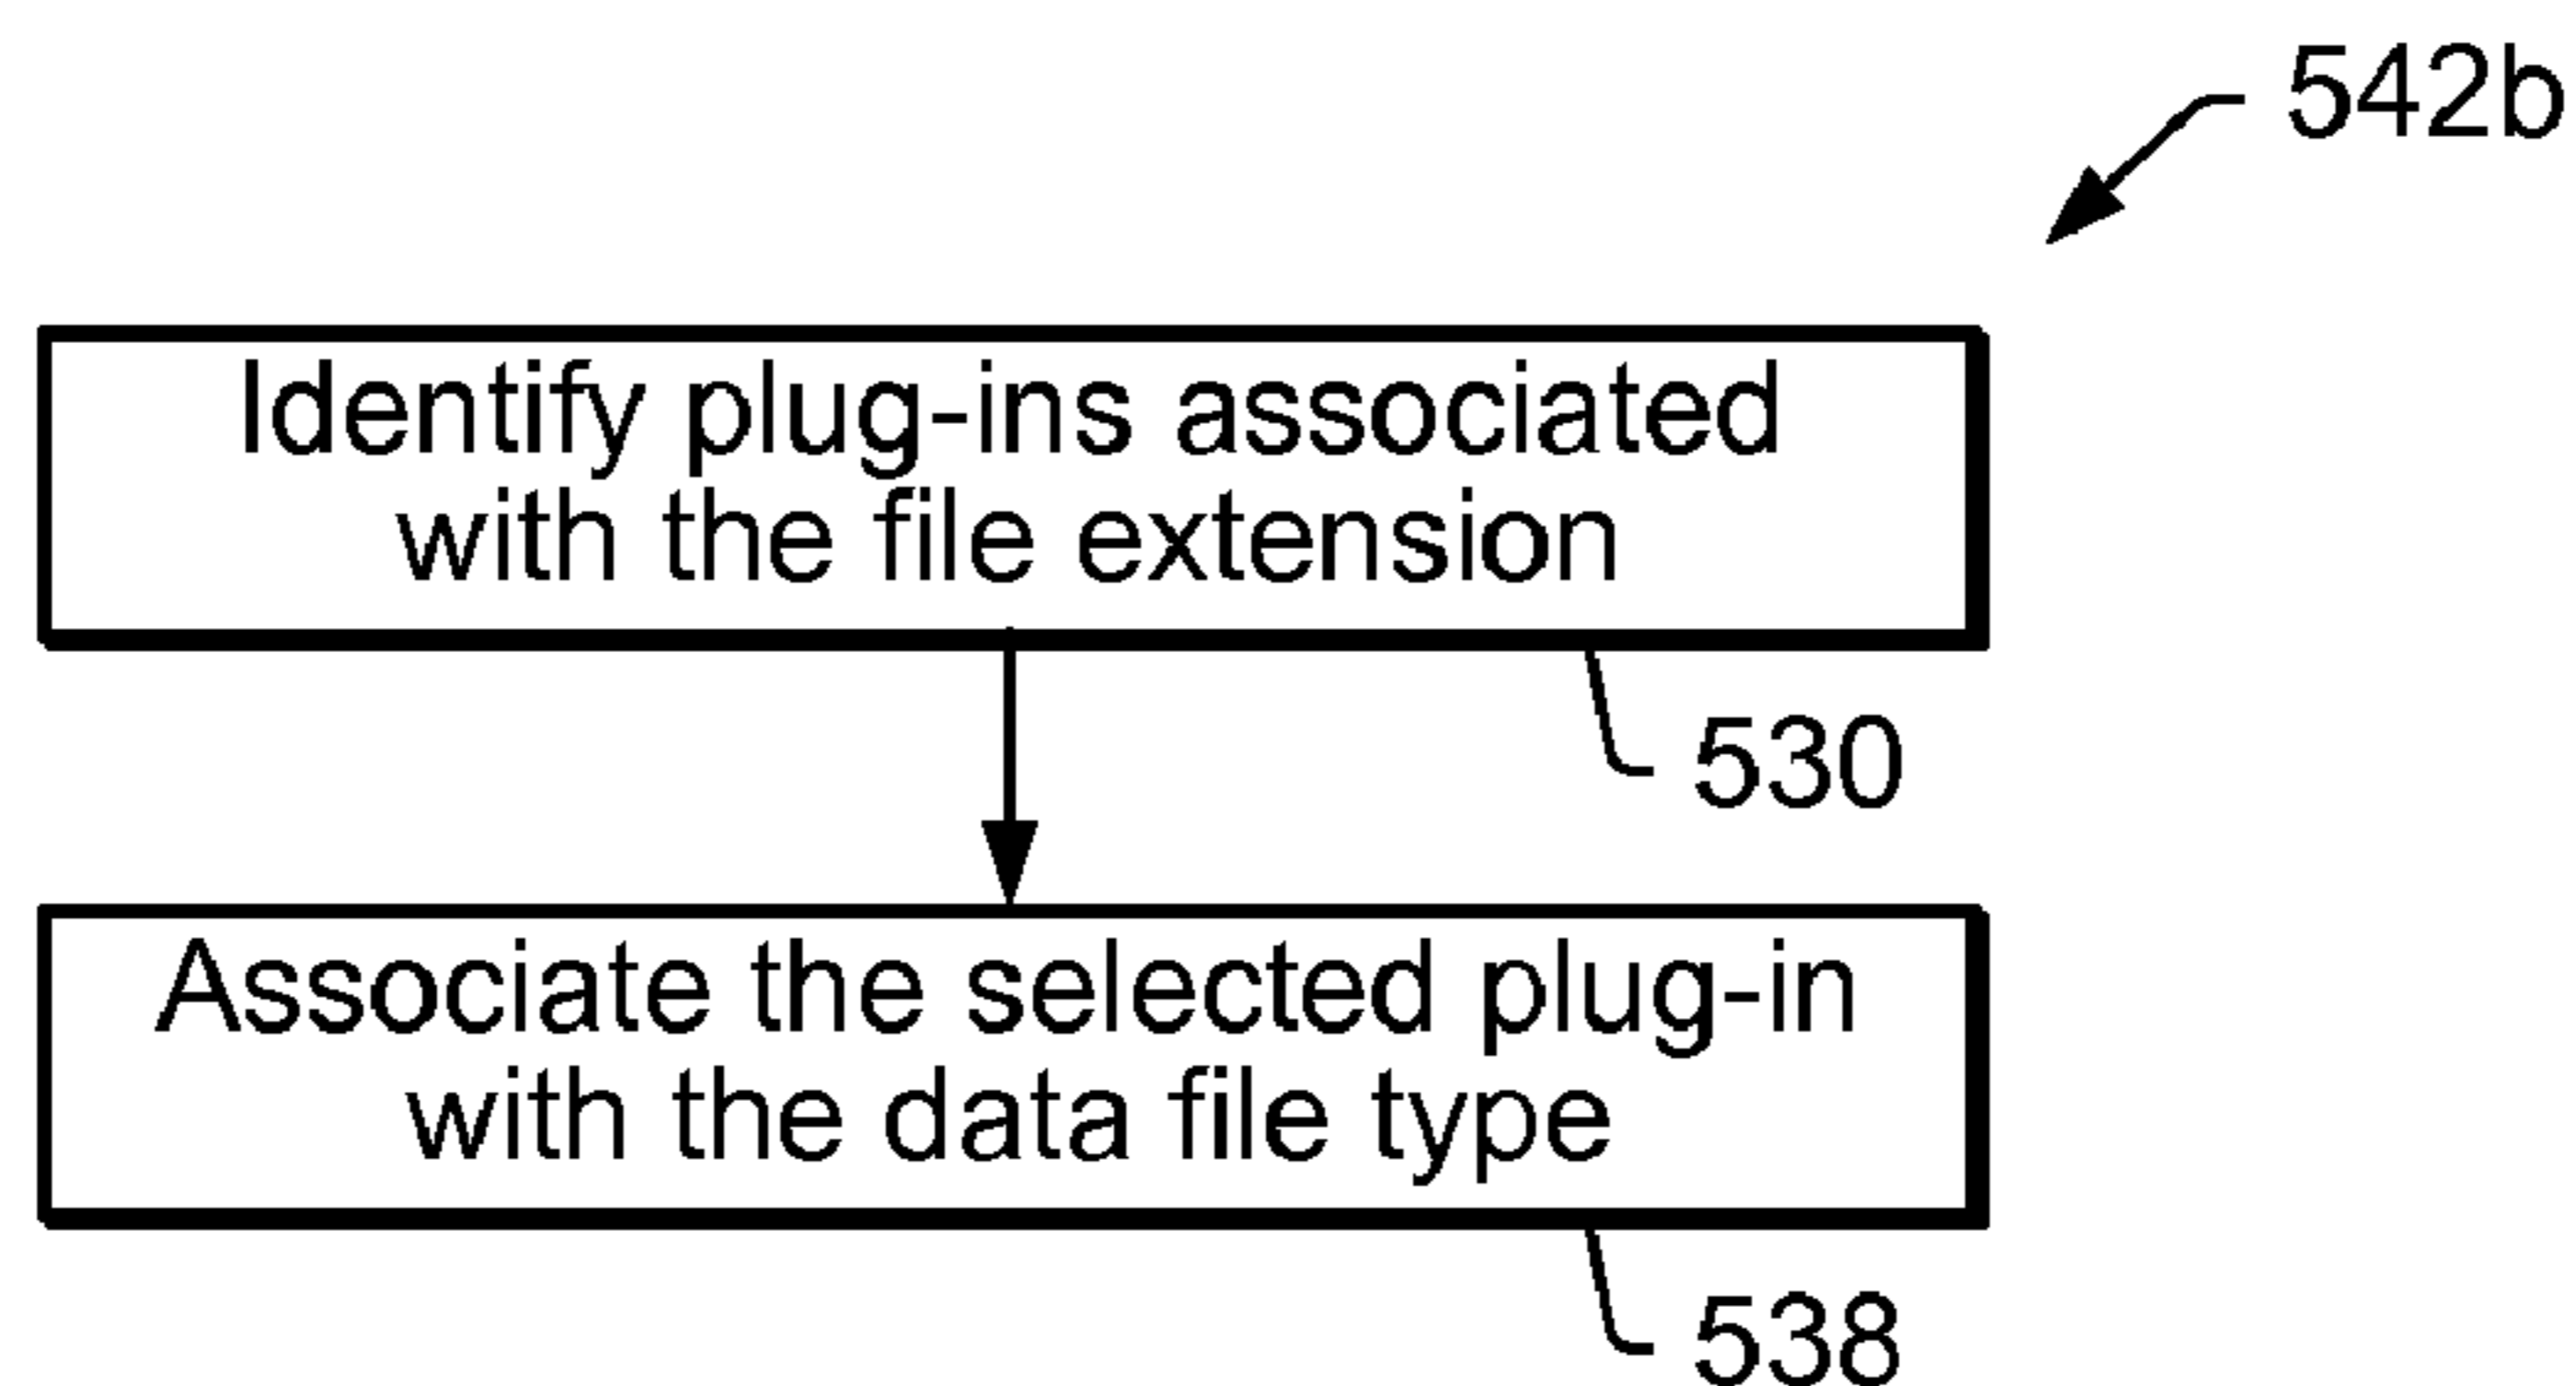 542b
Identify plug-ins associated
with the file extension
530
Associate the selected plug-in
with the data file type
538